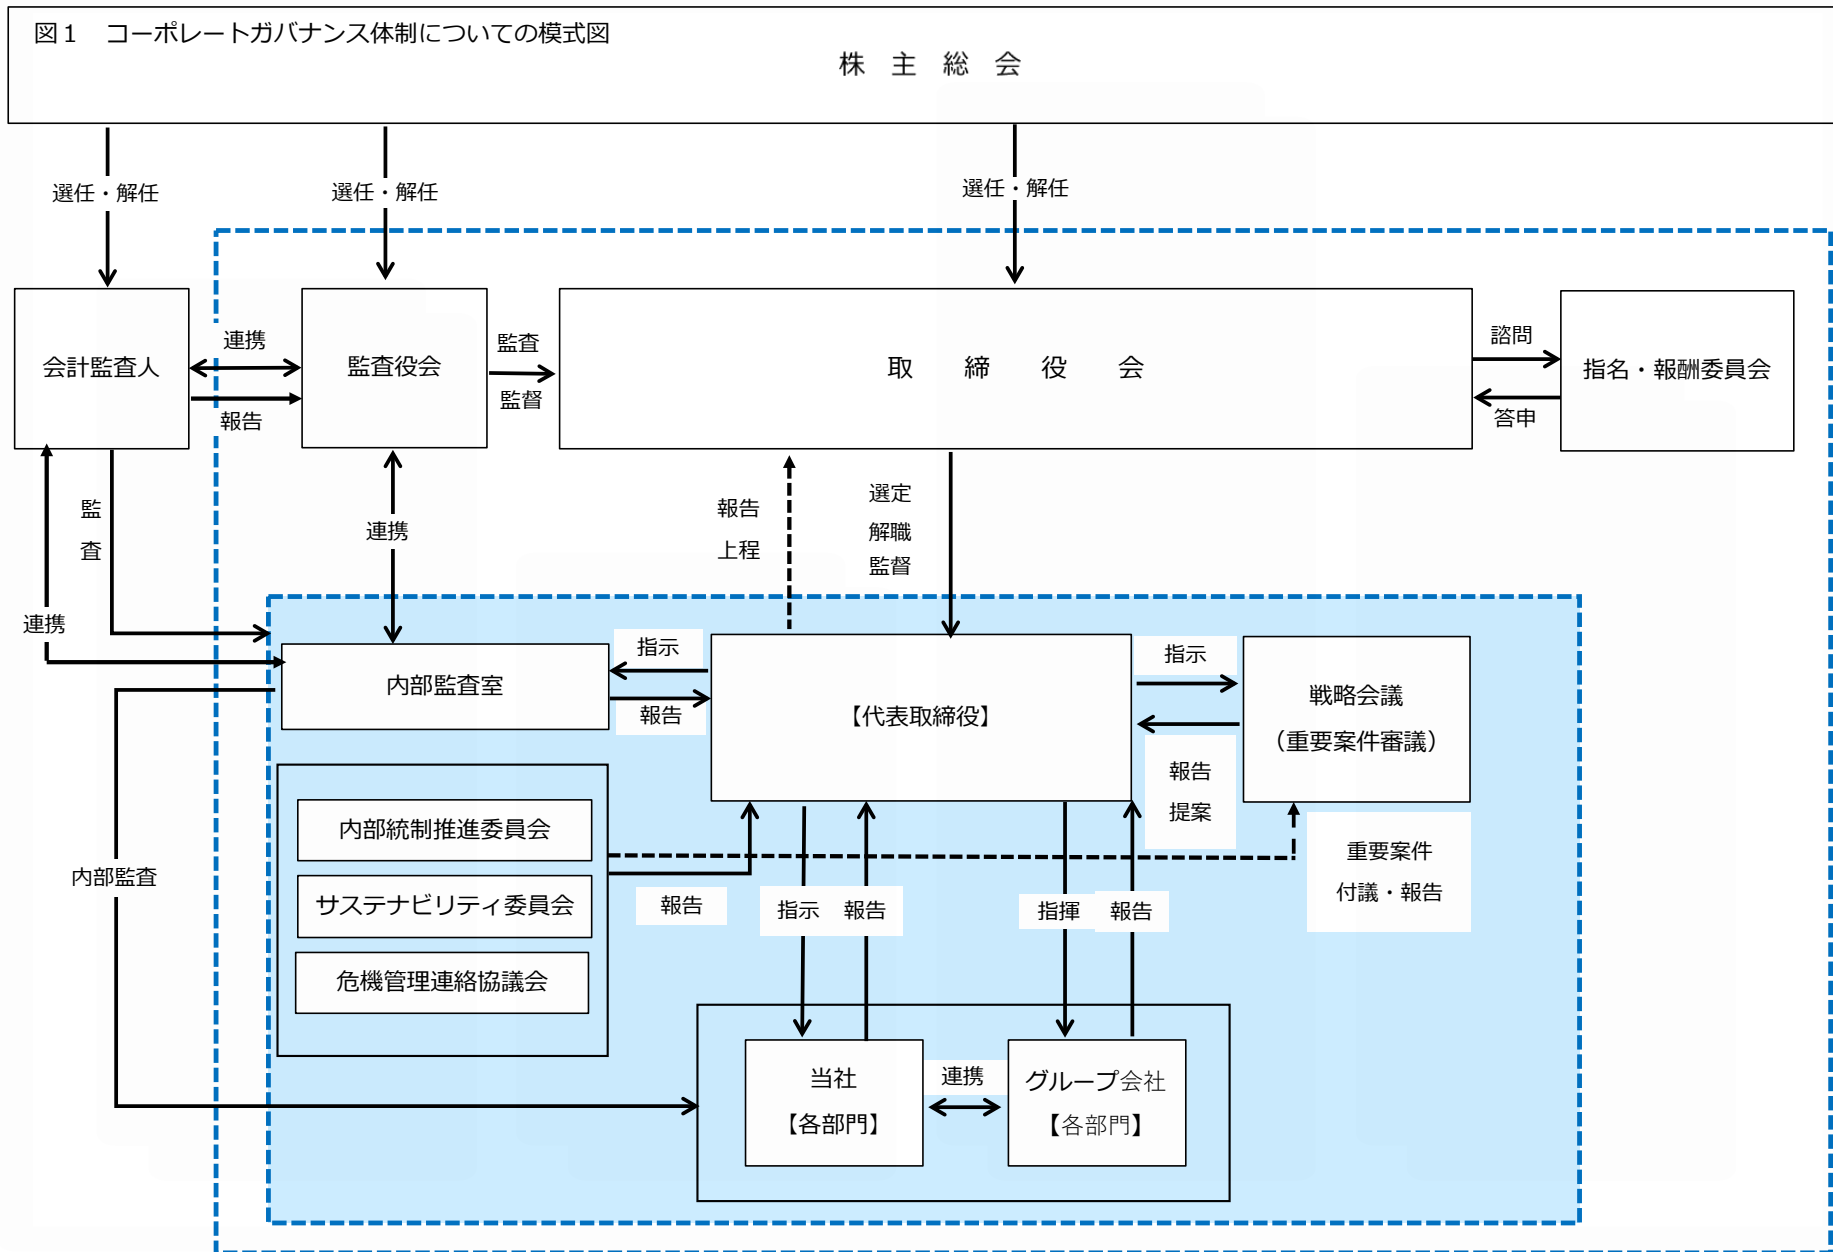 図１　コーポレートガバナンス体制についての模式図
株　主　総　会
選任・解任
選任・解任
選任・解任
会計監査人
連携
報告
監査役会
監査
監督
取　締　役　会
諮問
答申
指名・報酬委員会
監
査
連携
連携
報告
上程
選定
解職
監督
内部監査室
指示
報告
【代表取締役】
指示
報告
提案
戦略会議
（重要案件審議）
内部監査
内部統制推進委員会
サステナビリティ委員会
危機管理連絡協議会
報告
指示
報告
指揮
報告
重要案件
付議・報告
当社
【各部門】
連携
グループ会社
【各部門】